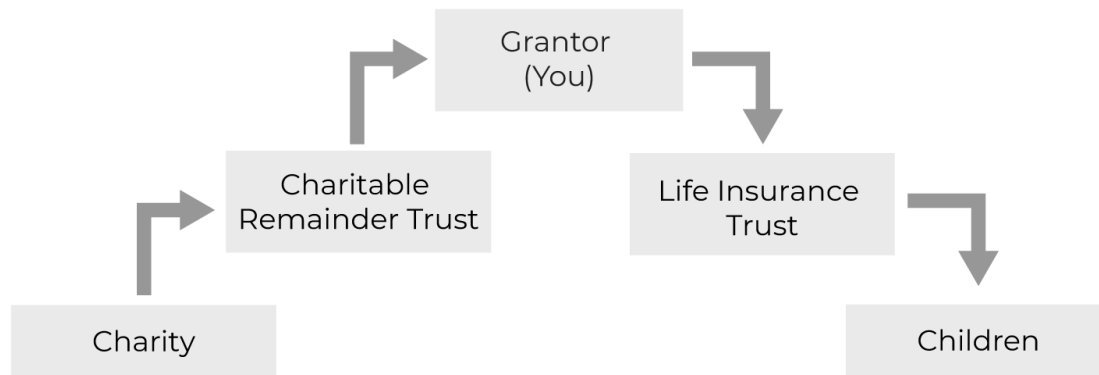 Grantor
(You)
Charitable
Remainder Trust
Life Insurance
Trust
Charity
Children